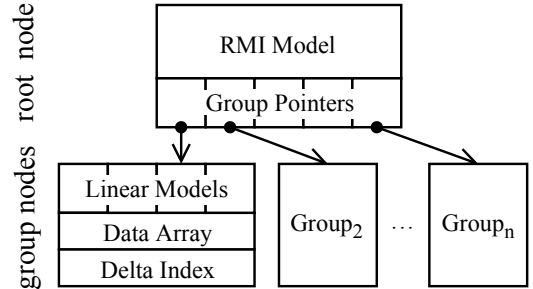 root node
RMI Model
Group Pointers
group nodes
Linear Models
Data Array
Delta Index
Group2
...
Groupn